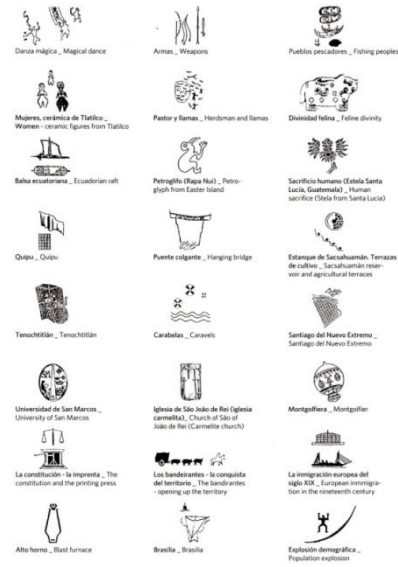 Danza mágica _ Magical dance
Armas _ Weapons
Pueblos pescadores _ Fishing peoples
Mujeres, cerámica de Tlatilco _
Women - ceramic figures from Tlatilco
Pastor y llamas _ Herdsman and llamas
Divinidad felina _ Feline divinity
Balsa ecuatoriana _ Ecuadorian raft
Petroglifo (Rapa Nui) _ Petro-
glyph from Easter Island
Sacrificio humano (Estela Santa
Lucía, Guatemala) _ Human
sacrifice (Stela from Santa Lucia)
Quipu _ Quipu
Puente colgante _ Hanging bridge
Estanque de Sacsahuamán. Terrazas
de cultivo _ Sacsahuamán reser-
voir and agricultural terraces
Tenochtitlán _ Tenochtitlán
Carabelas _ Caravels
Santiago del Nuevo Extremo _
Santiago del Nuevo Extremo
Universidad de San Marcos _
University of San Marcos
Iglesia de São João de Rei (iglesia
carmelita)_ Church of São of
João de Rei (Carmelite church)
Montgolfiera _ Montgolfier
La constitución - la imprenta _ The
constitution and the printing press
Los bandeirantes - la conquista
del territorio _ The bandirantes
- opening up the territory
La inmigración europea del
siglo XIX _ European inmmigra-
tion in the nineteenth century
Alto horno _ Blast furnace
Brasilia _ Brasilia
Explosión demográfica _
Population explosion